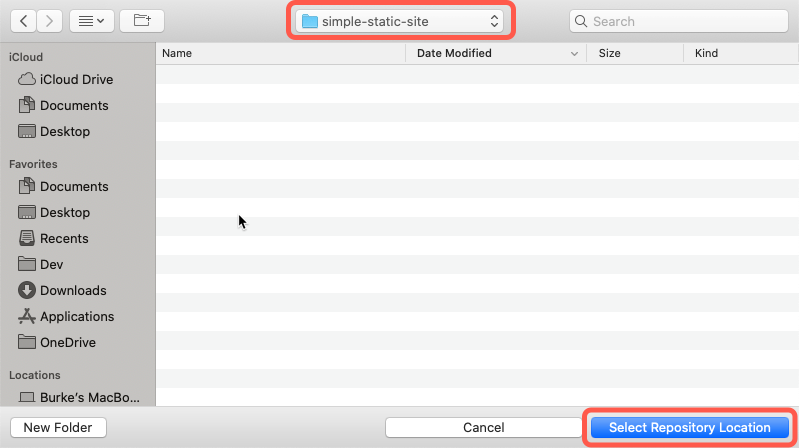 simple-static-site
Search
iCloud
Name
Date Modified
Size
Kind
iCloud Drive
Documents
Desktop
Favorites
Documents
Desktop
Recents
Dev
Downloads
Applications
OneDrive
Locations
Burke's MacBo...
New Folder
Cancel
Select Repository Location